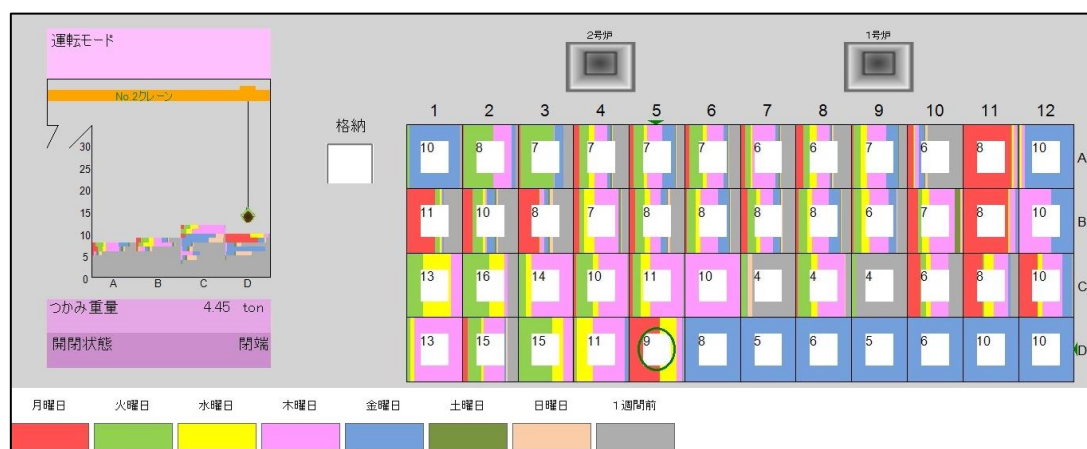 運転モード
No.2クレーン
30
25
20
15
10
5
0
A B C D
つかみ重量 4.45 ton
開閉状態 閉端
格納
2号炉 1号炉
1 2 3 4 5 6 7 8 9 10 11 12
10 8 7 7 7 7 6 6 7 6 8 10 A
11 10 8 7 8 8 8 8 6 7 8 10 B
13 16 14 10 11 10 4 4 4 6 8 10 C
13 15 15 11 9 8 5 6 5 6 10 10 D
月曜日 火曜日 水曜日 木曜日 金曜日 土曜日 日曜日 1週間前